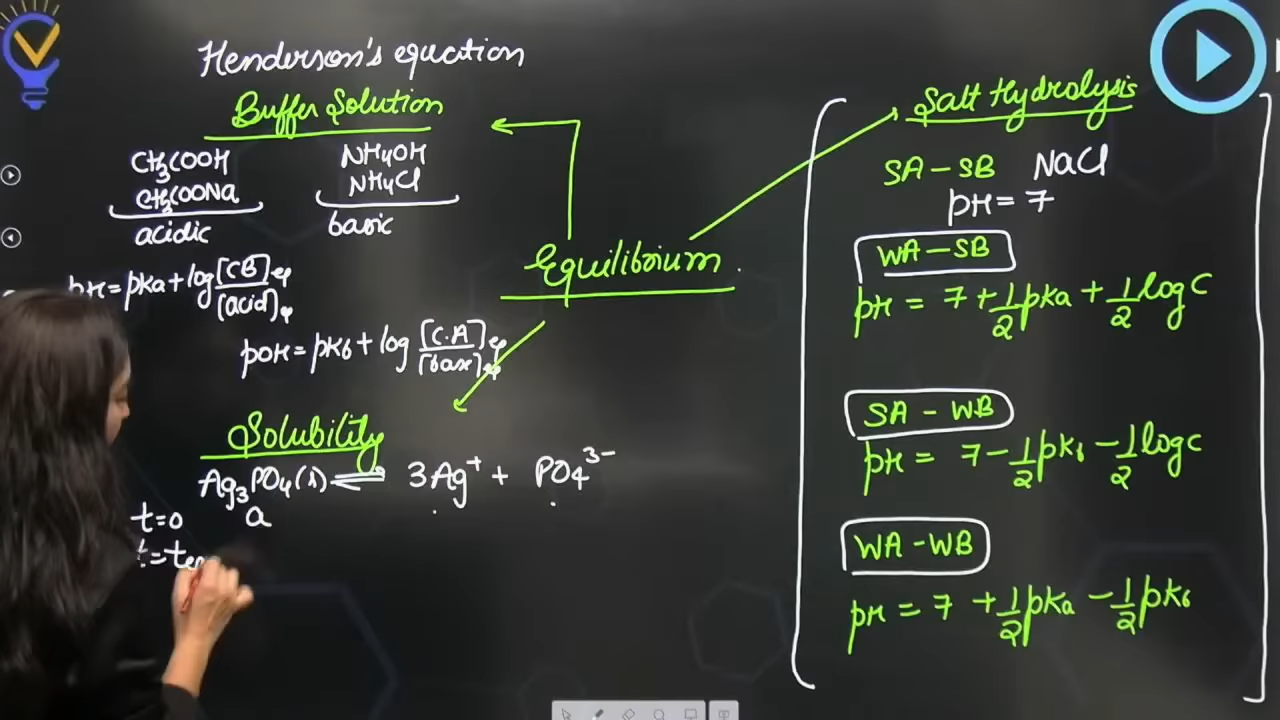 Henderson's equation
Buffer Solution
CH3COOH
CH3COONa
acidic
NH4OH
NH4Cl
basic
pH = pka + log [CB]eq / [acid]eq
pOH = pKb + log [C.A]eq / [base]eq
Equilibrium
Solubility
Ag3PO4(s) ⇌ 3Ag+ + PO4 3-
t=0 a
t=teq
Salt Hydrolysis
SA - SB NaCl
pH = 7
WA - SB
pH = 7 + 1/2 pKa + 1/2 log C
SA - WB
pH = 7 - 1/2 pKb - 1/2 log C
WA - WB
pH = 7 + 1/2 pKa - 1/2 pKb